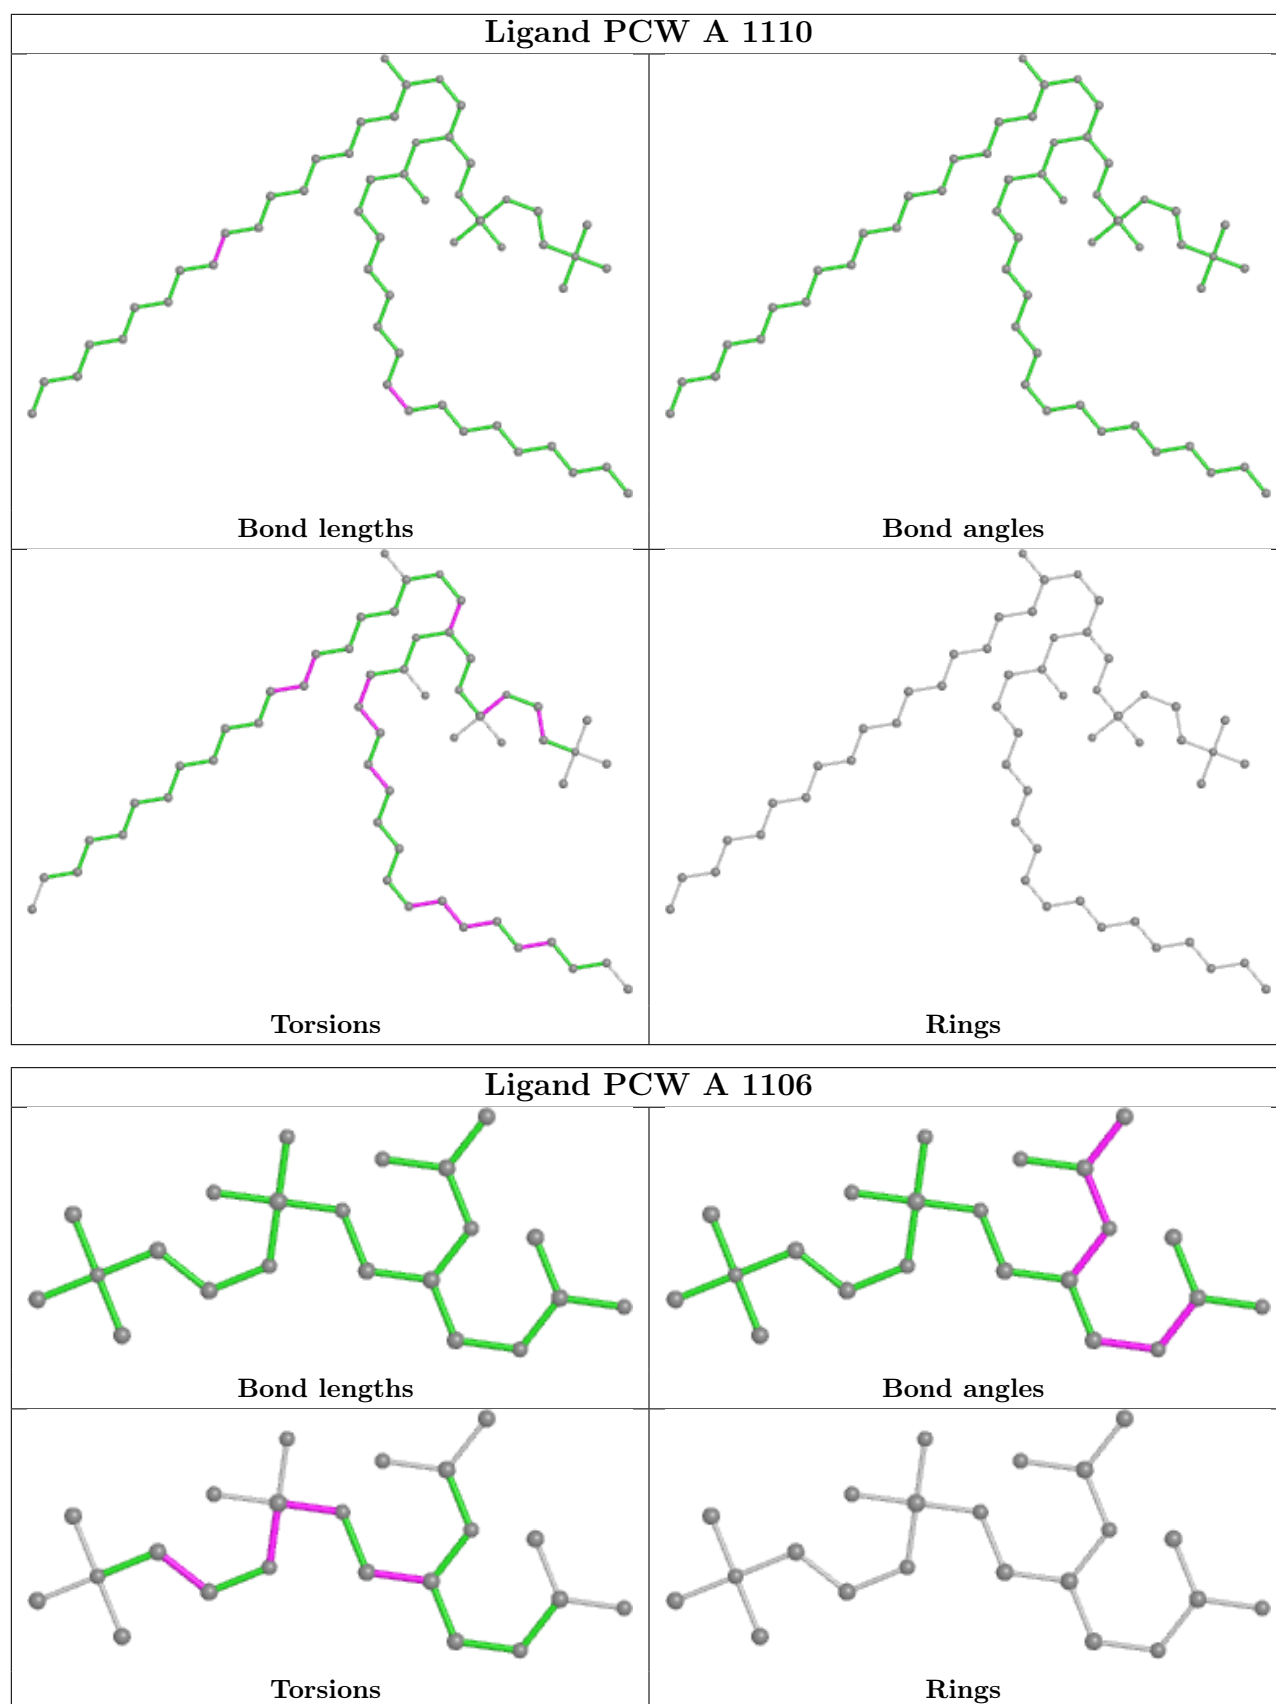 Ligand PCW A 1110
Bond lengths
Bond angles
Torsions
Rings
Ligand PCW A 1106
Bond lengths
Bond angles
Torsions
Rings